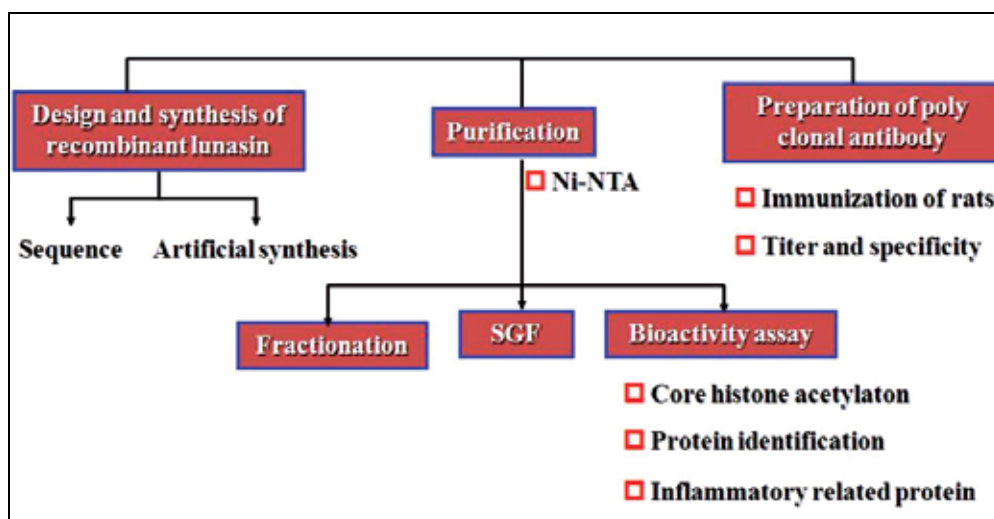 Design and synthesis of
recombinant lunasin
Purification
Preparation of poly
clonal antibody
Ni-NTA
Immunization of rats
Titer and specificity
Sequence
Artificial synthesis
Fractionation
SGF
Bioactivity assay
Core histone acetylaton
Protein identification
Inflammatory related protein